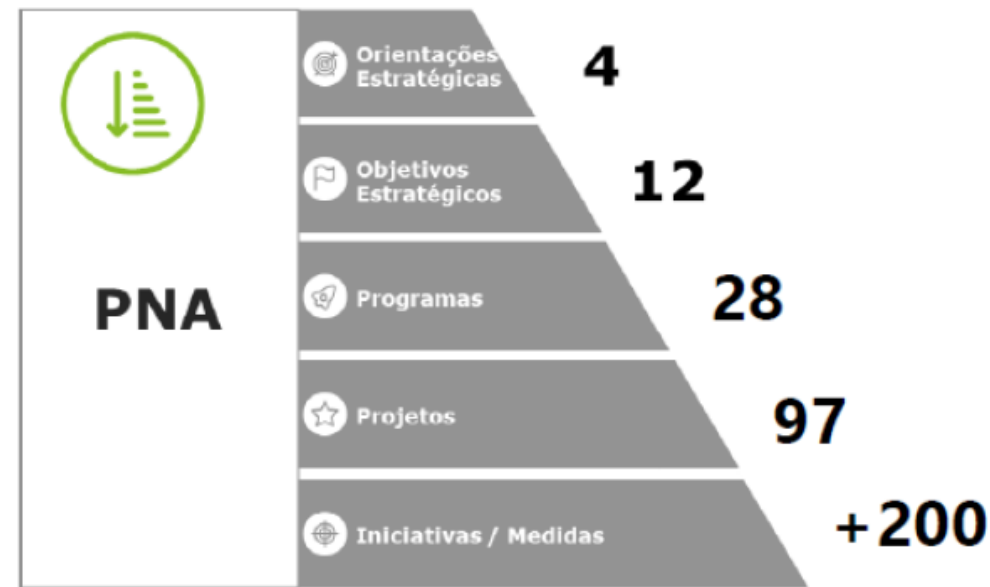 Orientações
Estratégicas
4
Objetivos
Estratégicos
12
PNA
Programas
28
Projetos
97
Iniciativas / Medidas
+200